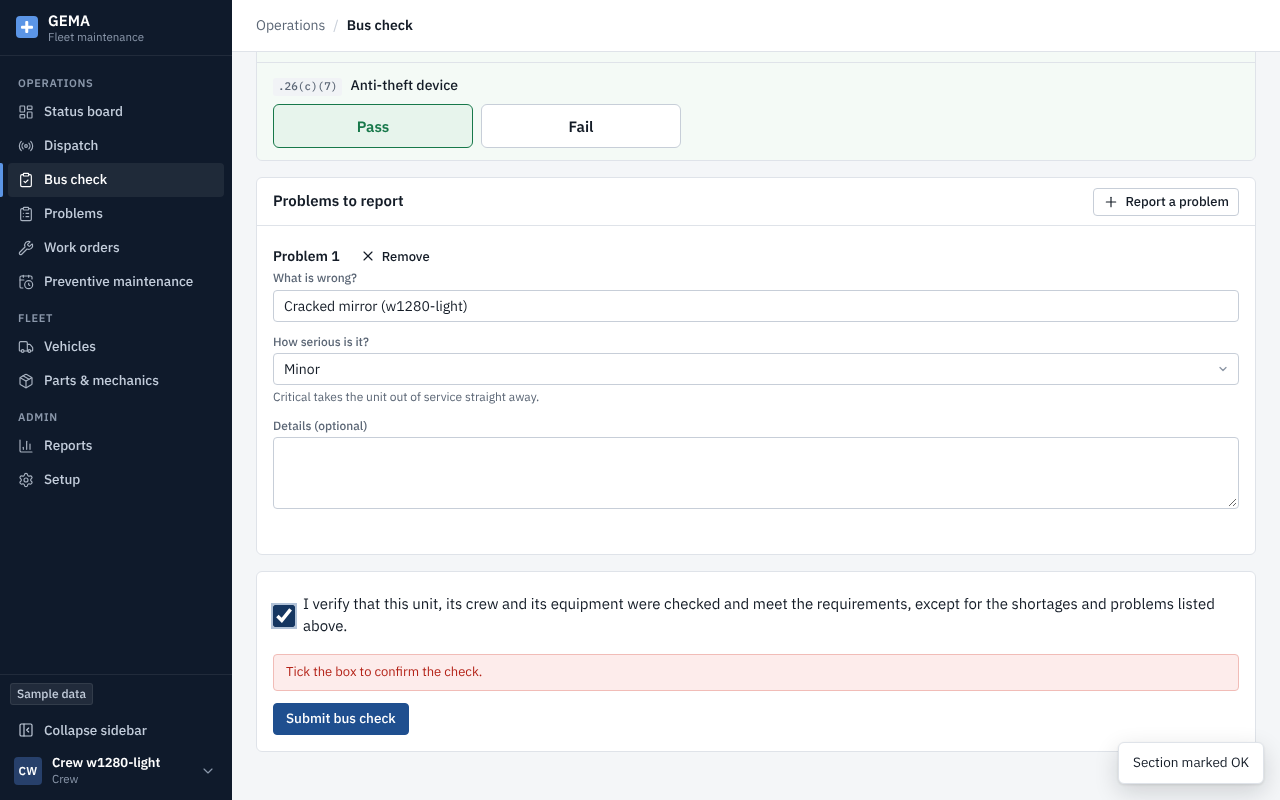 GEMA
Fleet maintenance
OPERATIONS
Status board
Dispatch
Bus check
Problems
Work orders
Preventive maintenance
FLEET
Vehicles
Parts & mechanics
ADMIN
Reports
Setup
Sample data
Collapse sidebar
CW
Crew w1280-light
Crew
Operations / Bus check
.26(c)(7) Anti-theft device
Pass Fail
Problems to report
Report a problem
Problem 1 Remove
What is wrong?
Cracked mirror (w1280-light)
How serious is it?
Minor
Critical takes the unit out of service straight away.
Details (optional)
I verify that this unit, its crew and its equipment were checked and meet the requirements, except for the shortages and problems listed
above.
Tick the box to confirm the check.
Submit bus check
Section marked OK